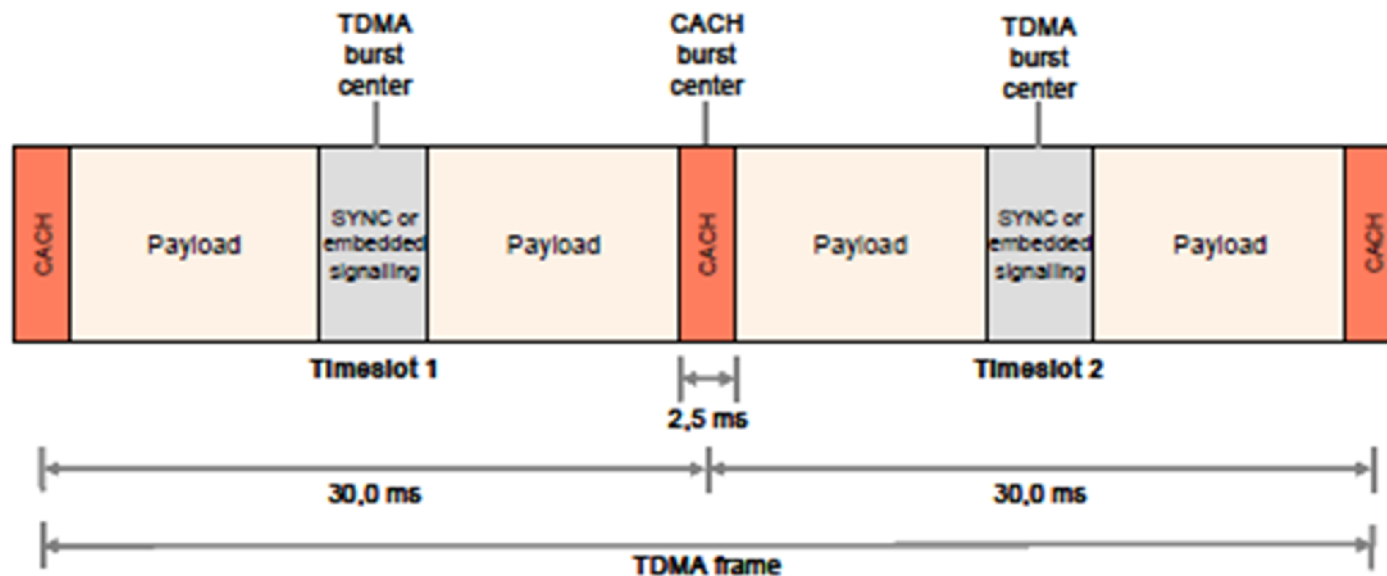 TDMA
burst
center
CACH
burst
center
TDMA
burst
center
CACH
Payload
SYNC or
embedded
signalling
Payload
CACH
Payload
SYNC or
embedded
signalling
Payload
CACH
Timeslot 1
Timeslot 2
2,5 ms
30,0 ms
30,0 ms
TDMA frame